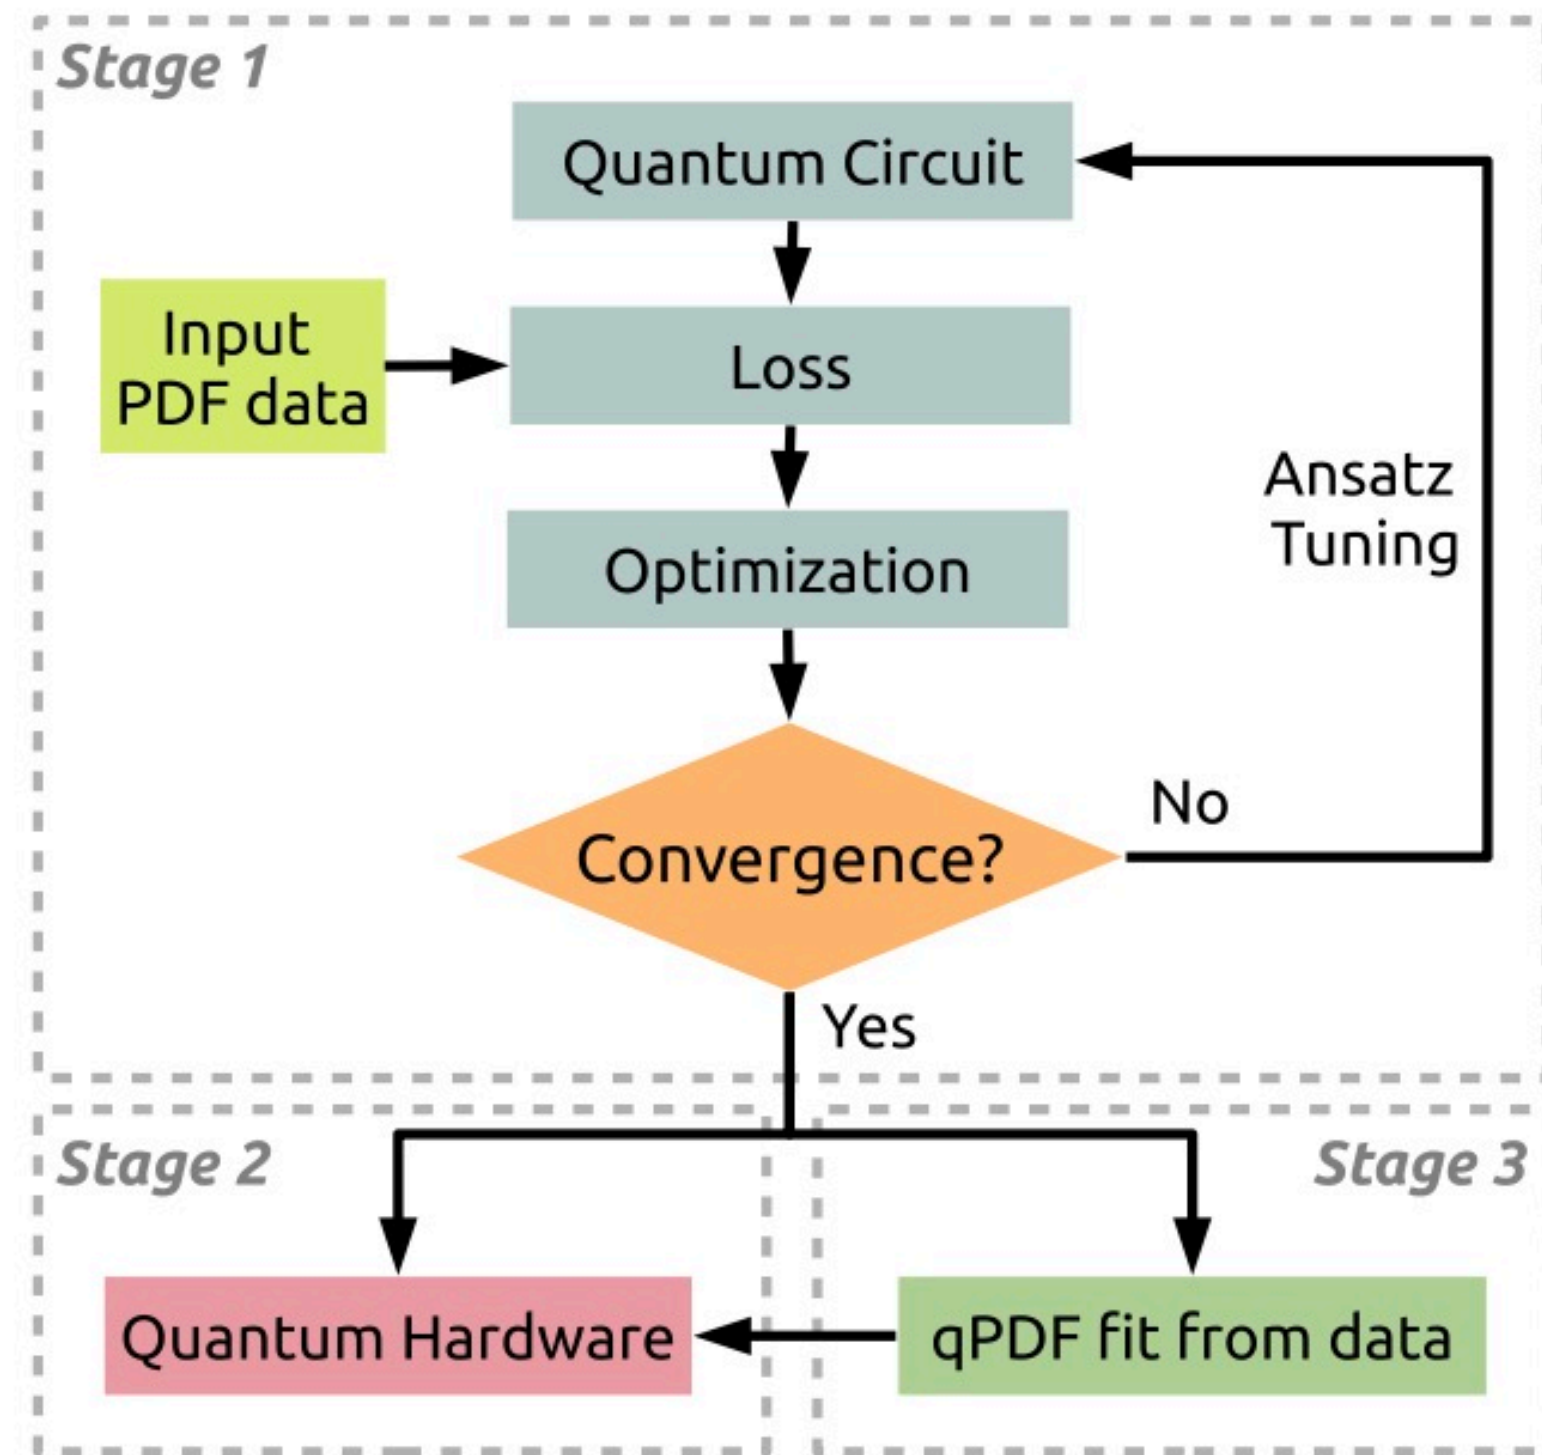 Stage 1
Quantum Circuit
Input
PDF data
Loss
Ansatz
Tuning
Optimization
No
Convergence?
Yes
Stage 2
Stage 3
Quantum Hardware
qPDF fit from data